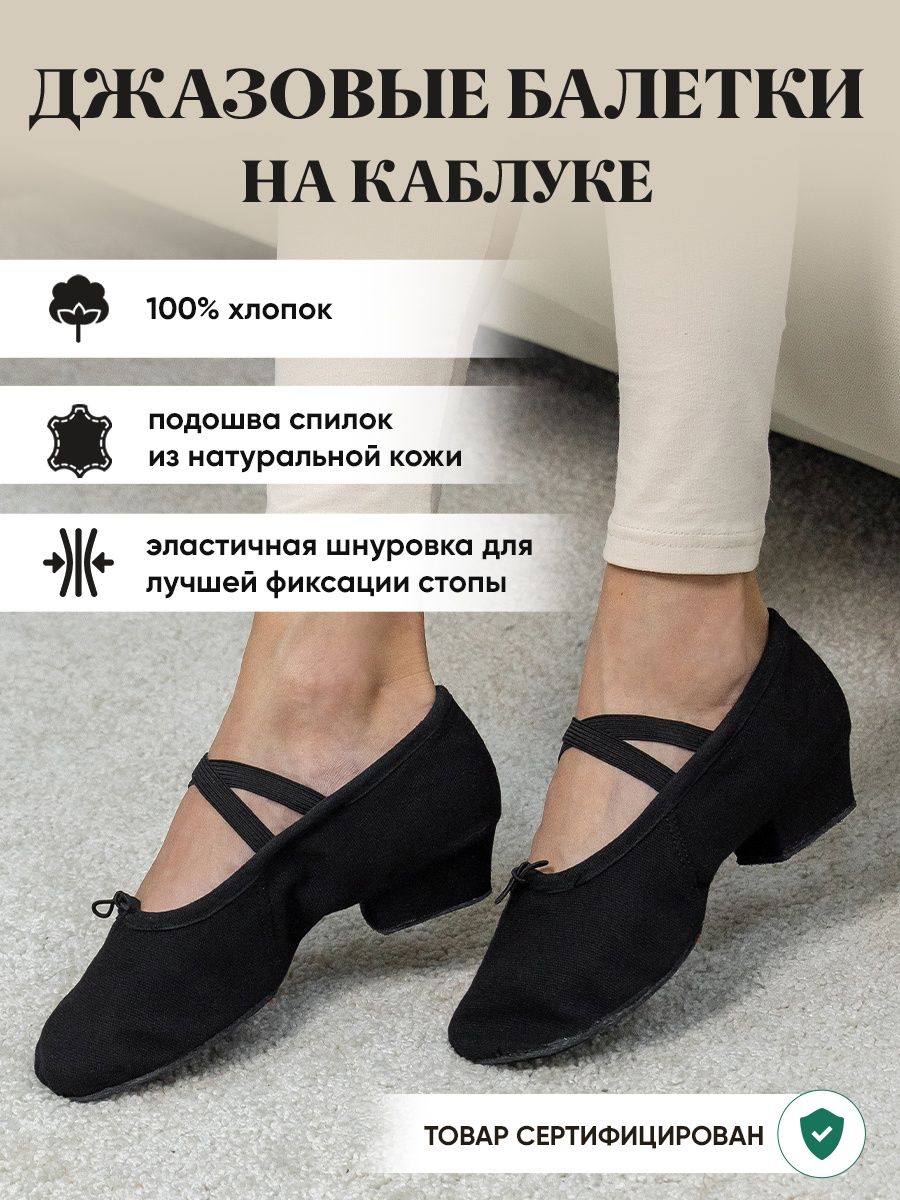 ДЖАЗОВЫЕ БАЛЕТКИ
НА КАБЛУКЕ
100% хлопок
подошва спилок
из натуральной кожи
эластичная шнуровка для
лучшей фиксации стопы
ТОВАР СЕРТИФИЦИРОВАН